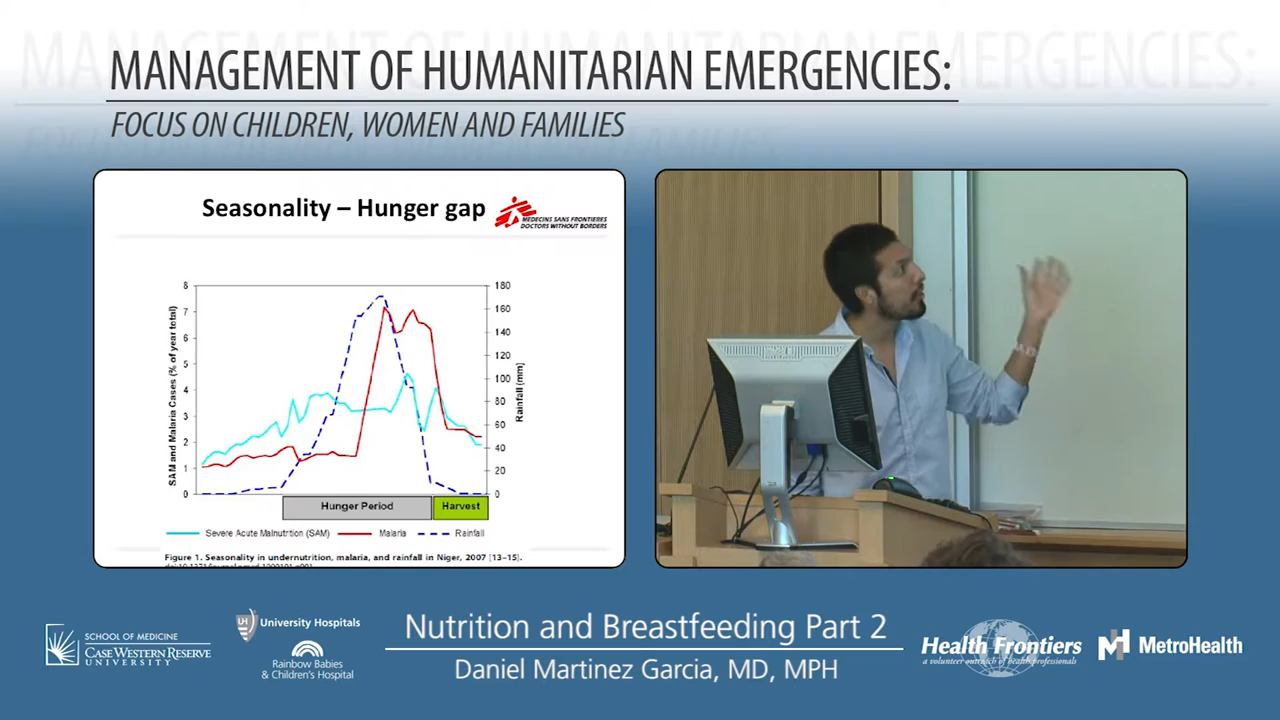 MANAGEMENT OF HUMANITARIAN EMERGENCIES:
FOCUS ON CHILDREN, WOMEN AND FAMILIES
Seasonality – Hunger gap
MEDECINS SANS FRONTIERES
DOCTORS WITHOUT BORDERS
SAM and Malaria Cases (% of year total)
8
7
6
5
4
3
2
1
0
180
160
140
120
100
80
60
40
20
0
Rainfall (mm)
Hunger Period
Harvest
Severe Acute Malnutrition (SAM)
Malaria
Rainfall
Figure 1. Seasonality in undernutrition, malaria, and rainfall in Niger, 2007 [13–15].
SCHOOL OF MEDICINE
CASE WESTERN RESERVE
UNIVERSITY
UH
University Hospitals
Rainbow Babies
& Children's Hospital
Nutrition and Breastfeeding Part 2
Daniel Martinez Garcia, MD, MPH
Health Frontiers
a volunteer outreach of health professionals
MetroHealth